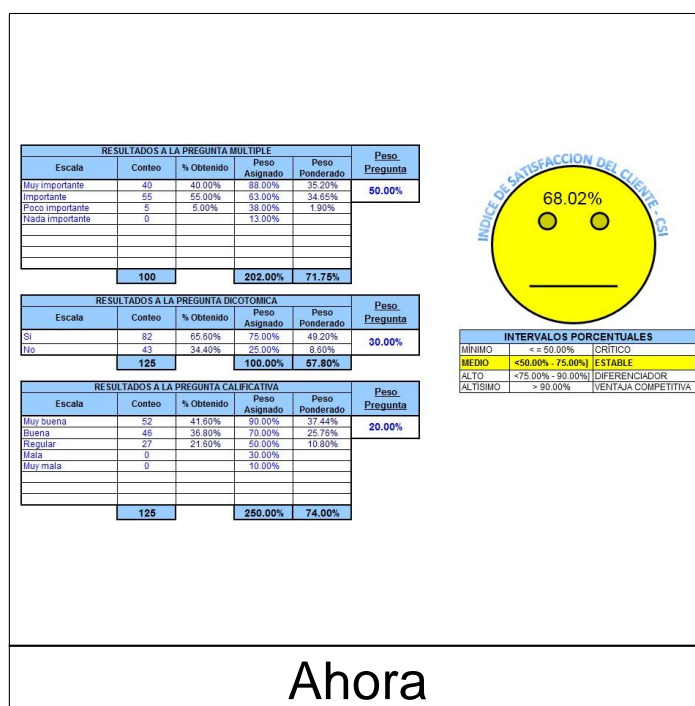 RESULTADOS A LA PREGUNTA MÚLTIPLE Peso Pregunta
Escala Conteo % Obtenido Peso Asignado Peso Ponderado
Muy importante 40 40.00% 88.00% 35.20% 50.00%
Importante 55 55.00% 63.00% 34.65%
Poco importante 5 5.00% 38.00% 1.90%
Nada importante 0 13.00%
100 202.00% 71.75%
RESULTADOS A LA PREGUNTA DICOTOMICA Peso Pregunta
Escala Conteo % Obtenido Peso Asignado Peso Ponderado
Si 82 65.60% 75.00% 49.20% 30.00%
No 43 34.40% 25.00% 8.60%
125 100.00% 57.80%
RESULTADOS A LA PREGUNTA CALIFICATIVA Peso Pregunta
Escala Conteo % Obtenido Peso Asignado Peso Ponderado
Muy buena 52 41.60% 90.00% 37.44% 20.00%
Buena 46 36.80% 70.00% 25.76%
Regular 27 21.60% 50.00% 10.80%
Mala 0 30.00%
Muy mala 0 10.00%
125 250.00% 74.00%
INDICE DE SATISFACCION DEL CLIENTE - CSI
68.02%
INTERVALOS PORCENTUALES
MÍNIMO < = 50.00% CRÍTICO
MEDIO <50.00% - 75.00%] ESTABLE
ALTO <75.00% - 90.00%] DIFERENCIADOR
ALTÍSIMO > 90.00% VENTAJA COMPETITIVA
Ahora